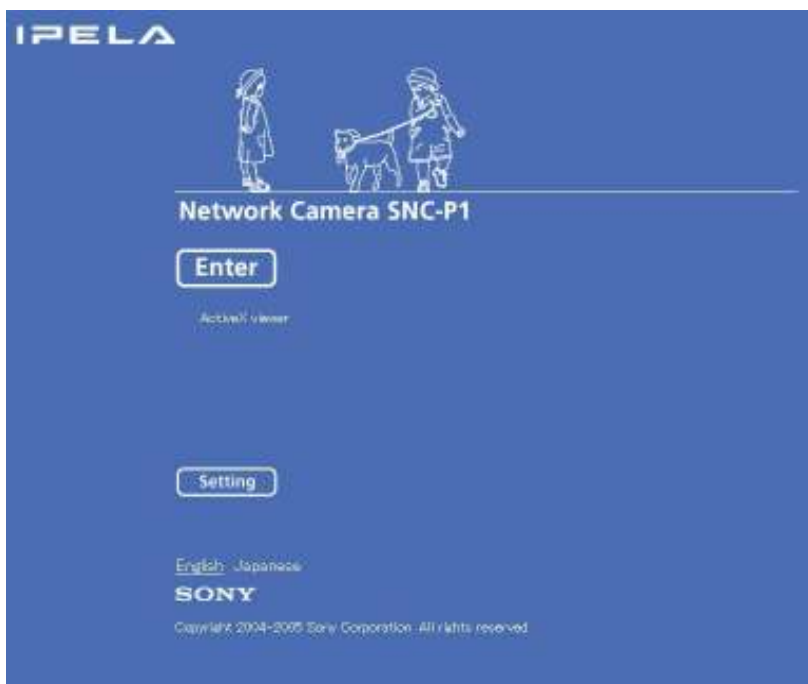 IPELA
Network Camera SNC-P1
Enter
ActiveX viewer
Setting
English Japanese
SONY
Copyright 2004-2005 Sony Corporation. All rights reserved.